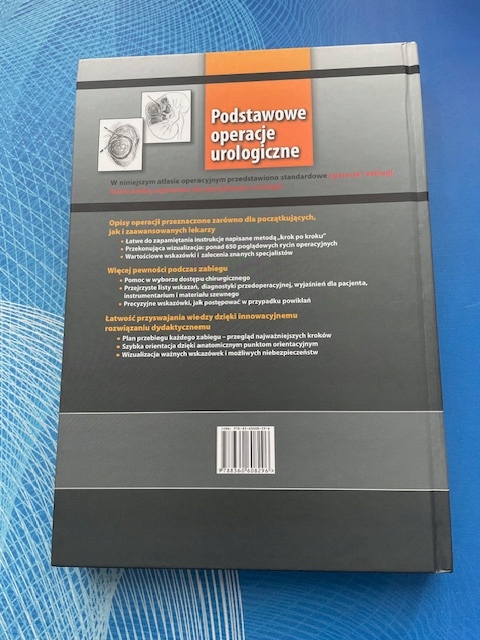 Podstawowe
operacje
urologiczne
W niniejszym atlasie operacyjnym przedstawiono standardowe
Opisy operacji przeznaczone zarówno dla początkujących,
jak i zaawansowanych lekarzy
• Łatwe do zapamiętania instrukcje napisane metodą „krok po kroku”
• Przekonująca wizualizacja: ponad 650 poglądowych rycin operacyjnych
• Wartościowe wskazówki i zalecenia znanych specjalistów
Więcej pewności podczas zabiegu
• Pomoc w wyborze dostępu chirurgicznego
• Przejrzyste listy wskazań, diagnostyki przedoperacyjnej, wyjaśnień dla pacjenta,
instrumentarium i materiału szewnego
• Precyzyjne wskazówki, jak postępować w przypadku powikłań
Łatwość przyswajania wiedzy dzięki innowacyjnemu
rozwiązaniu dydaktycznemu
• Plan przebiegu każdego zabiegu – przegląd najważniejszych kroków
• Szybka orientacja dzięki anatomicznym punktom orientacyjnym
• Wizualizacja ważnych wskazówek i możliwych niebezpieczeństw
9788360608296